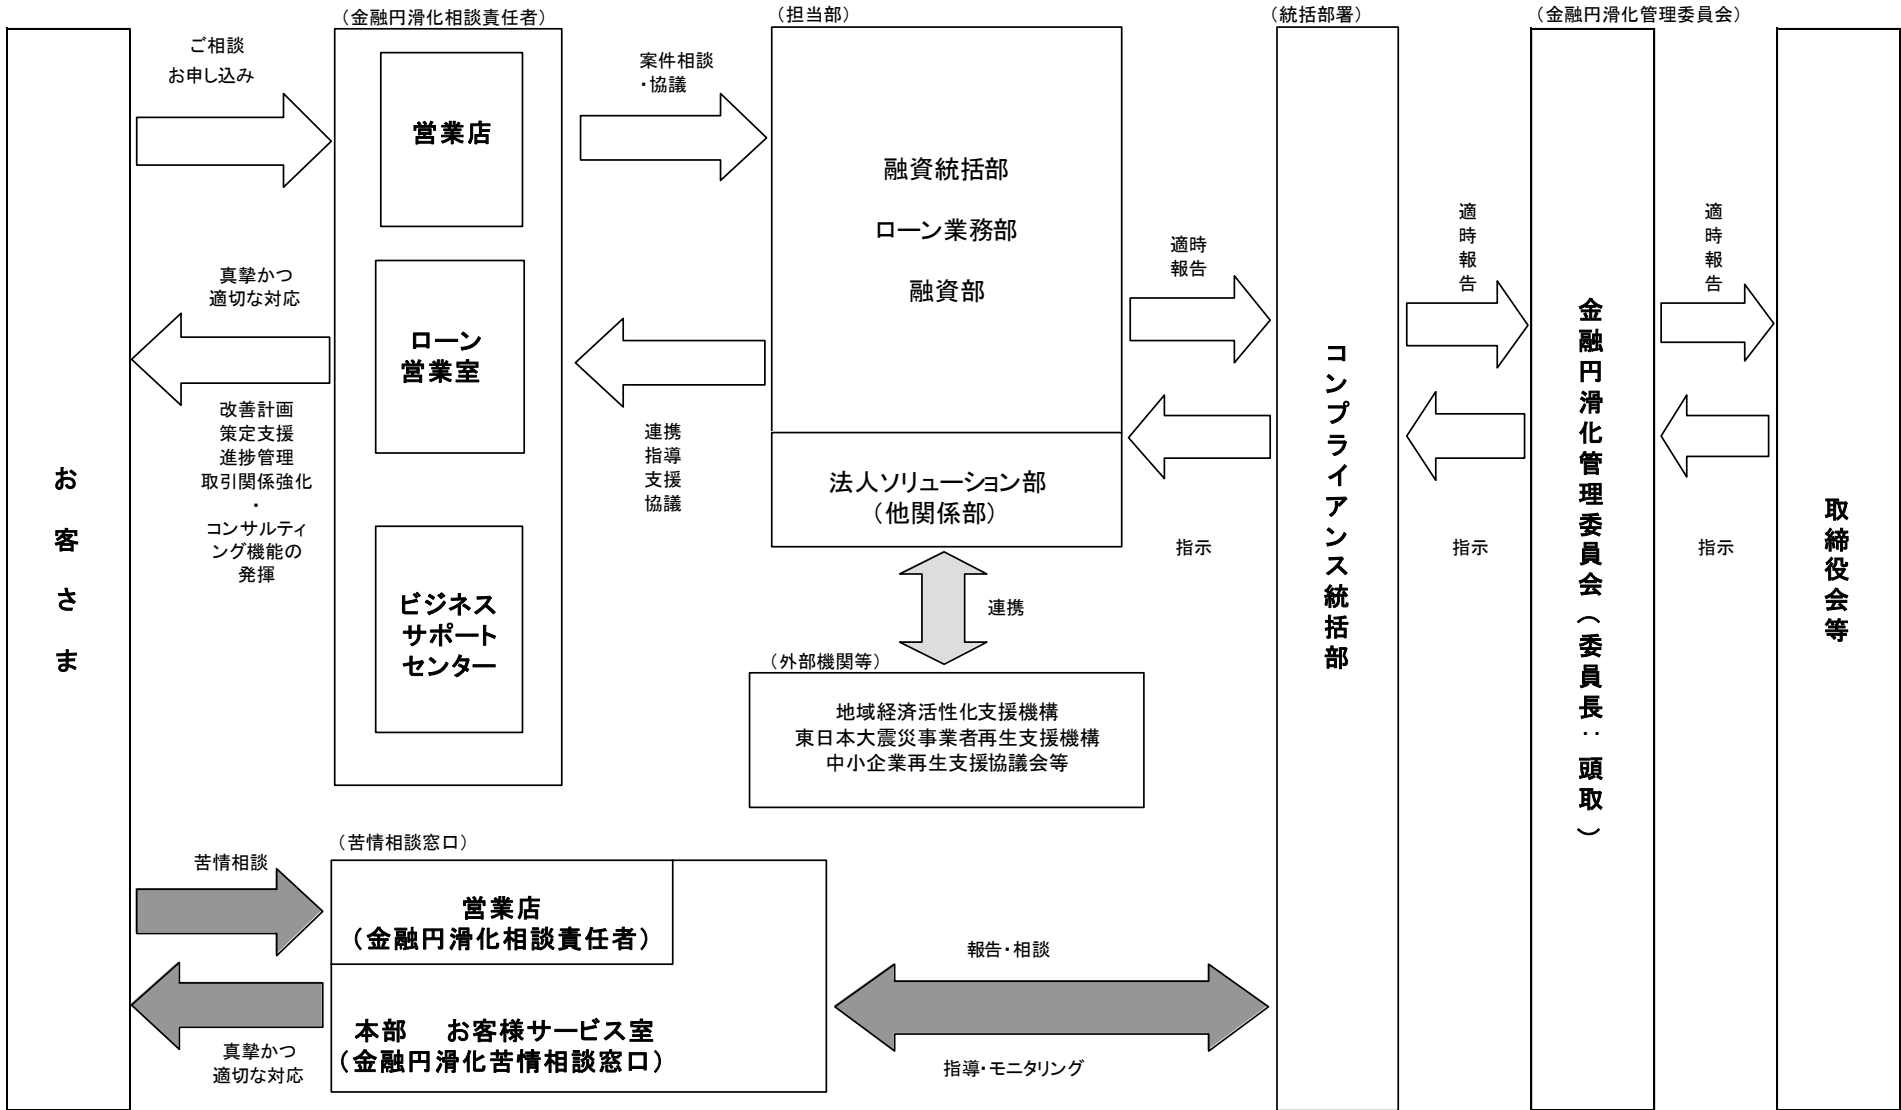 （金融円滑化相談責任者）
（担当部）
（統括部署）
（金融円滑化管理委員会）
お客さま
ご相談
お申し込み
真摯かつ
適切な対応
改善計画
策定支援
進捗管理
取引関係強化
・
コンサルティ
ング機能の
発揮
営業店
ローン
営業室
ビジネス
サポート
センター
案件相談
・協議
連携
指導
支援
協議
融資統括部
ローン業務部
融資部
法人ソリューション部
（他関係部）
連携
（外部機関等）
地域経済活性化支援機構
東日本大震災事業者再生支援機構
中小企業再生支援協議会等
適時
報告
指示
コンプライアンス統括部
適時報告
指示
金融円滑化管理委員会（委員長：頭取）
適時報告
指示
取締役会等
（苦情相談窓口）
苦情相談
真摯かつ
適切な対応
営業店
（金融円滑化相談責任者）
本部　お客様サービス室
（金融円滑化苦情相談窓口）
報告・相談
指導・モニタリング